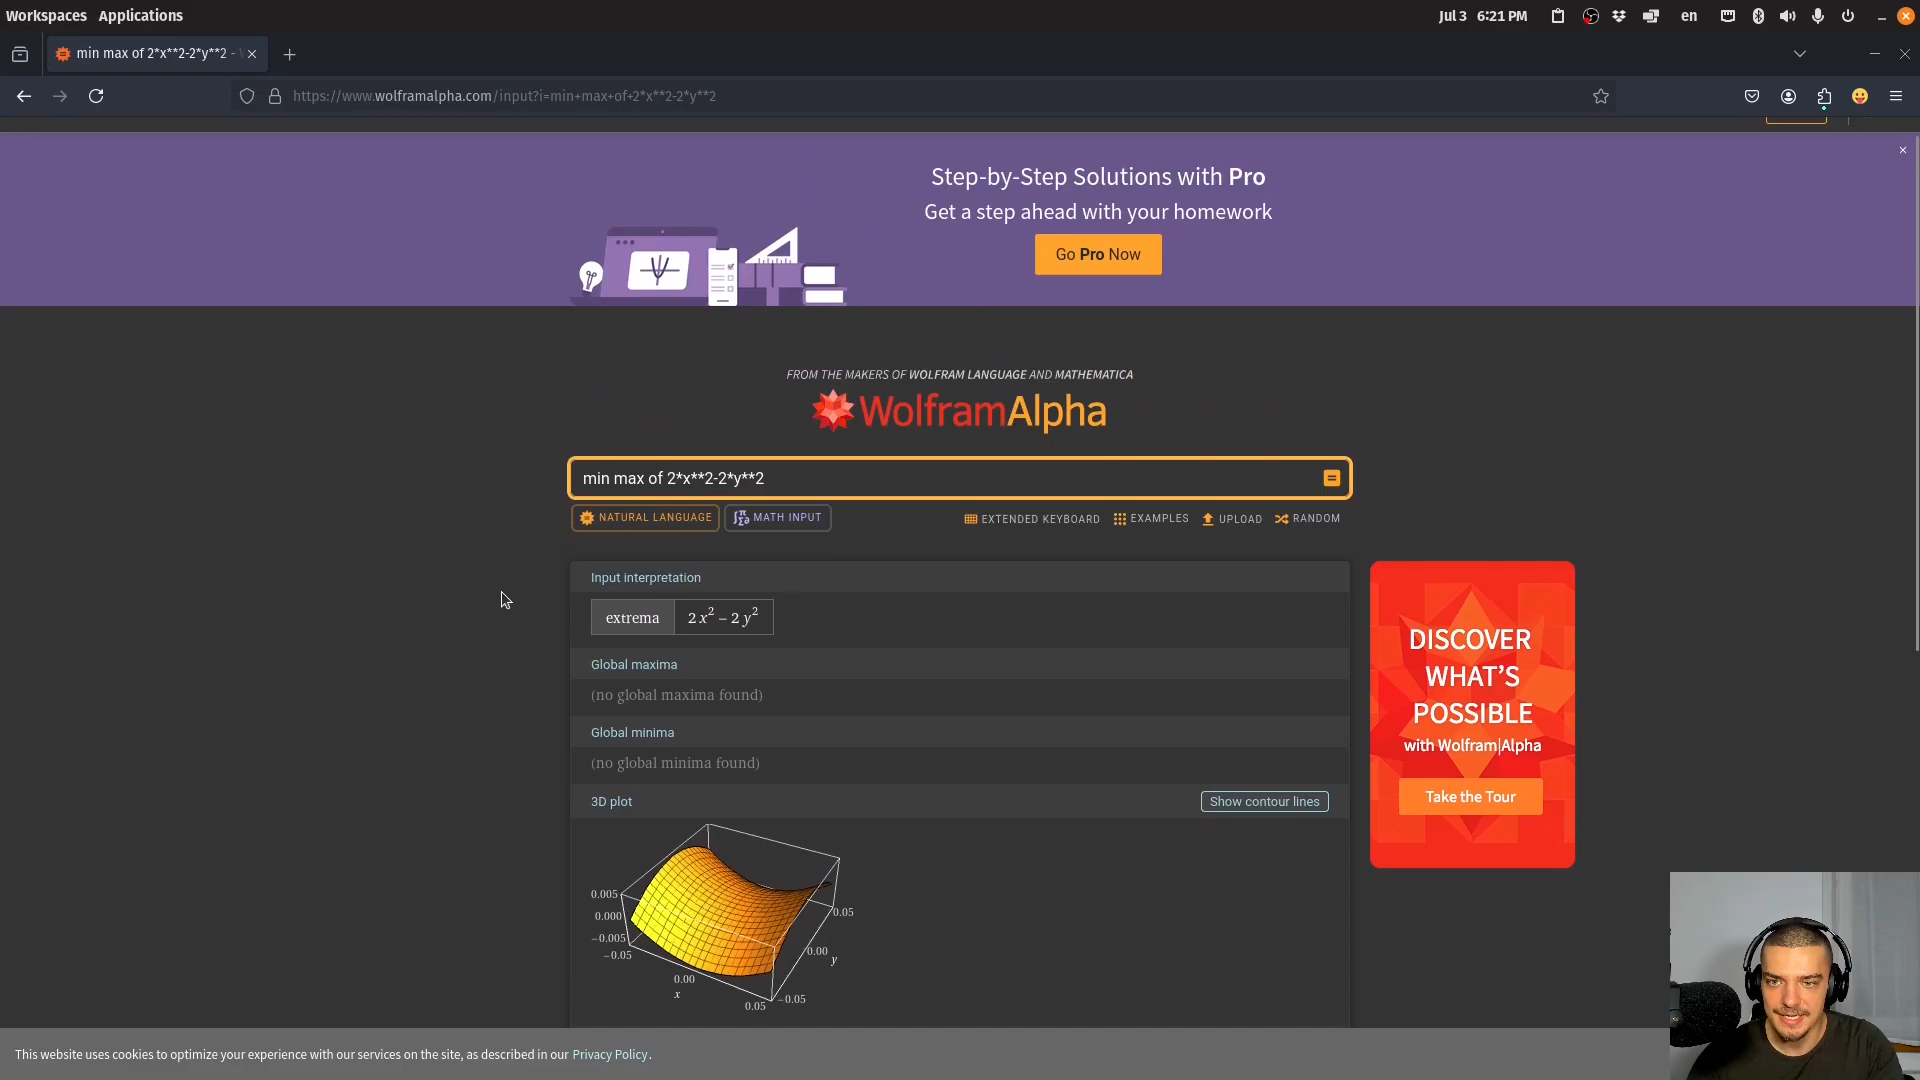 Workspaces Applications
Jul 3 6:21 PM
en
min max of 2*x**2-2*y**2 -
https://www.wolframalpha.com/input?i=min+max+of+2*x**2-2*y**2
Step-by-Step Solutions with Pro
Get a step ahead with your homework
Go Pro Now
FROM THE MAKERS OF WOLFRAM LANGUAGE AND MATHEMATICA
WolframAlpha
min max of 2*x**2-2*y**2
NATURAL LANGUAGE
MATH INPUT
EXTENDED KEYBOARD
EXAMPLES
UPLOAD
RANDOM
Input interpretation
extrema
2 x² − 2 y²
Global maxima
(no global maxima found)
Global minima
(no global minima found)
3D plot
Show contour lines
0.005
0.000
−0.005
−0.05
0.00
x
0.05
−0.05
0.00
y
0.05
DISCOVER
WHAT'S
POSSIBLE
with Wolfram|Alpha
Take the Tour
This website uses cookies to optimize your experience with our services on the site, as described in our Privacy Policy.